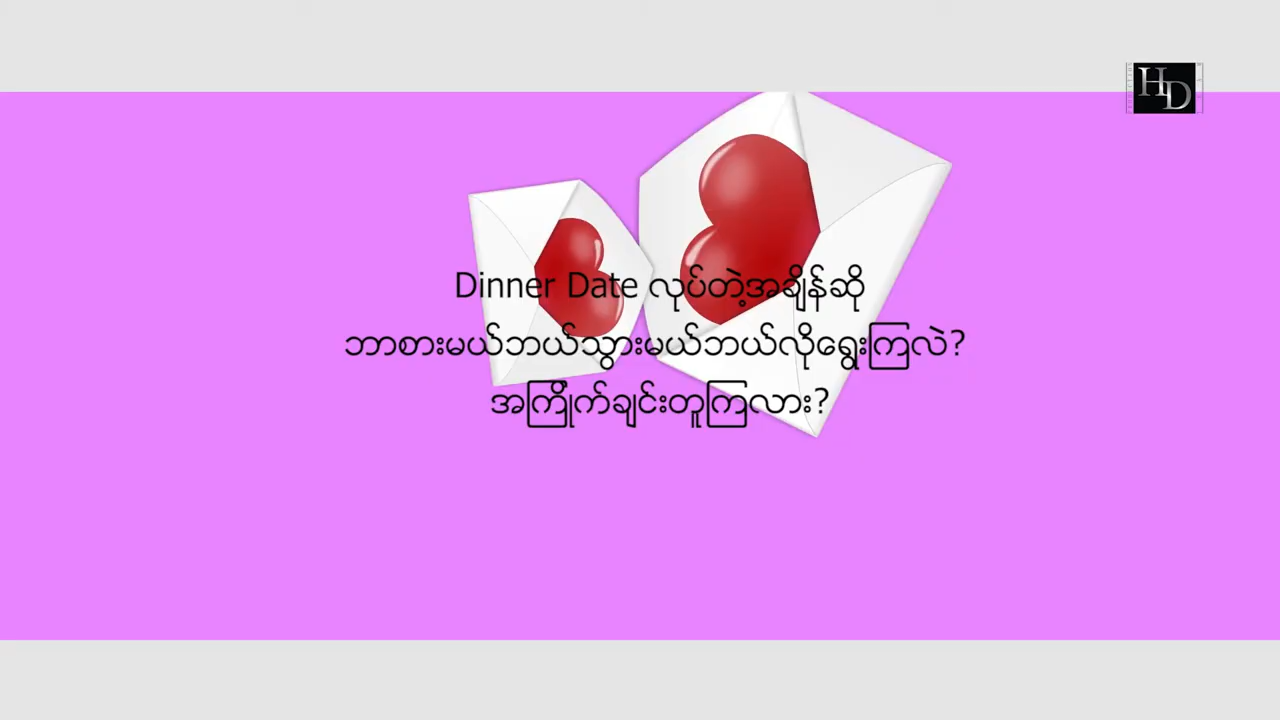 HD
Dinner Date လုပ်တဲ့အချိန်ဆို
ဘာစားမယ်ဘယ်သွားမယ်ဘယ်လိုရွေးကြလဲ?
အကြိုက်ချင်းတူကြလား?